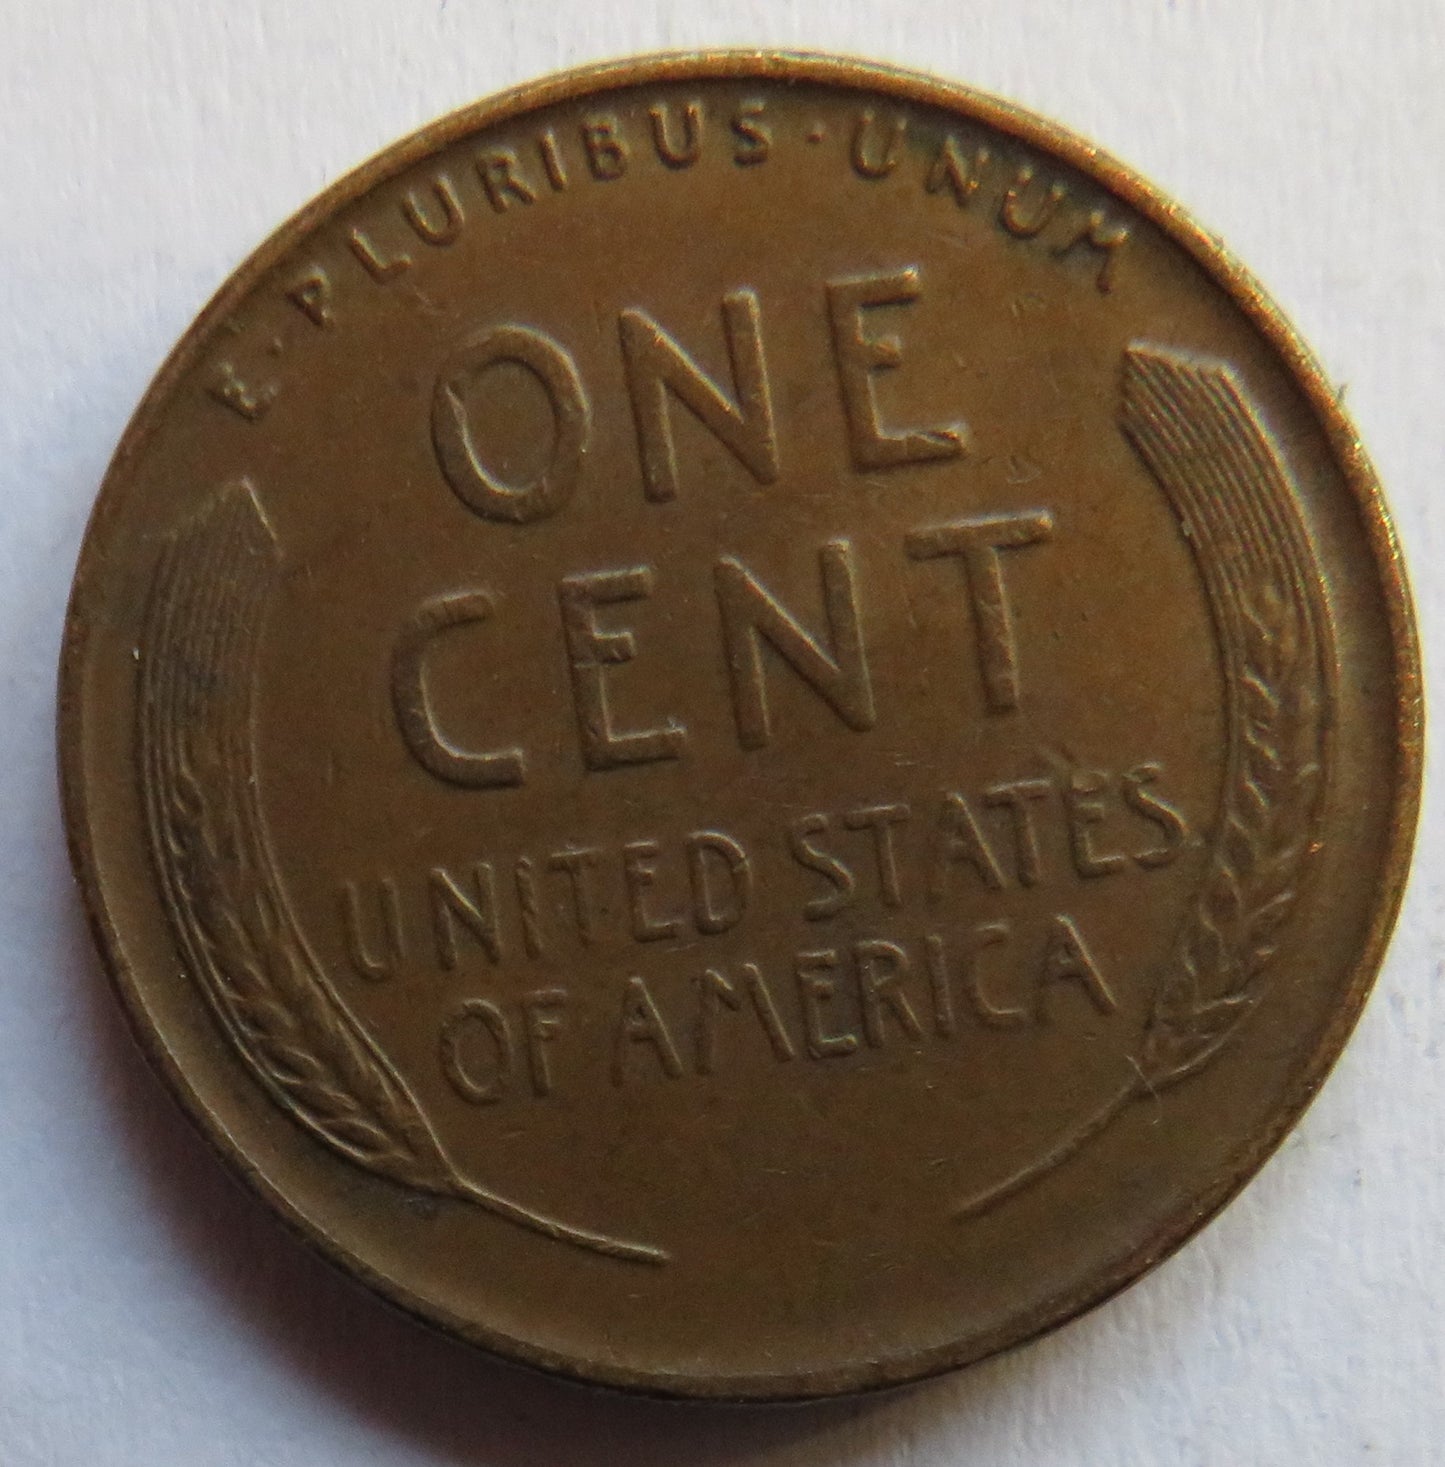 E·PLURIBUS·UNUM
ONE
CENT
UNITED STATES
OF AMERICA